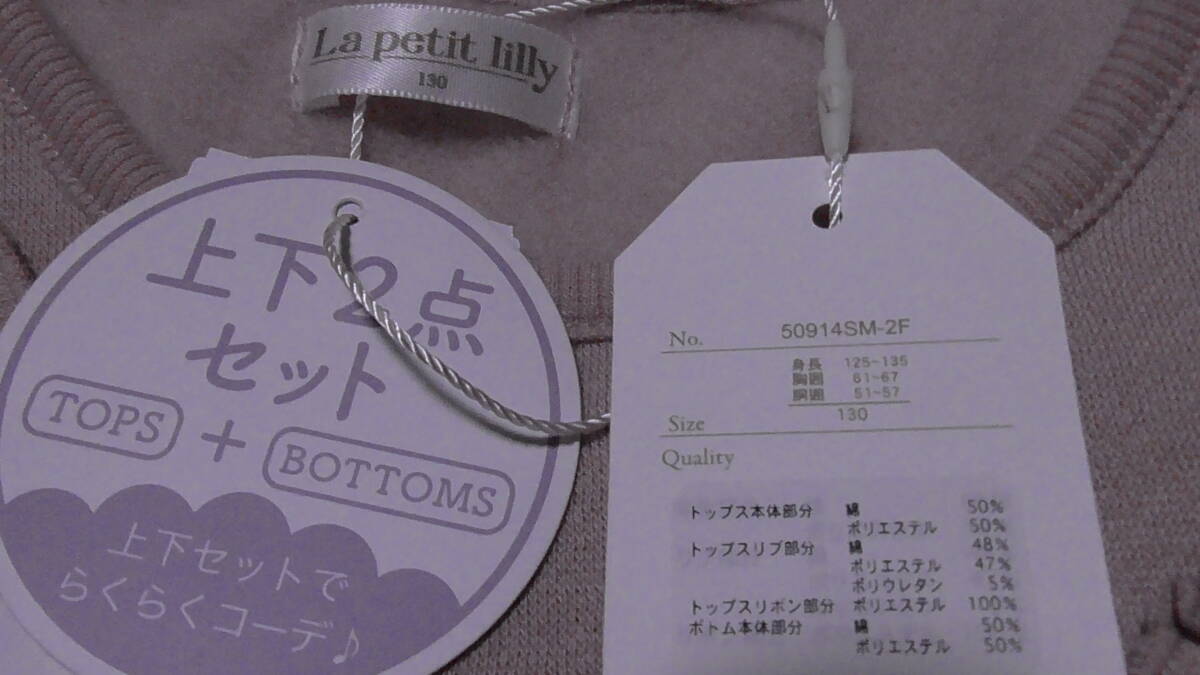 La petit lilly
130
上下2点
セット
TOPS + BOTTOMS
上下セットで
らくらくコーデ♪
No. 50914SM-2F
身長 125~135
胸囲 61~67
胴囲 51~57
Size 130
Quality
トップス本体部分 綿 50%
ポリエステル 50%
トップスリブ部分 綿 48%
ポリエステル 47%
ポリウレタン 5%
トップスリボン部分 ポリエステル 100%
ボトム本体部分 綿 50%
ポリエステル 50%